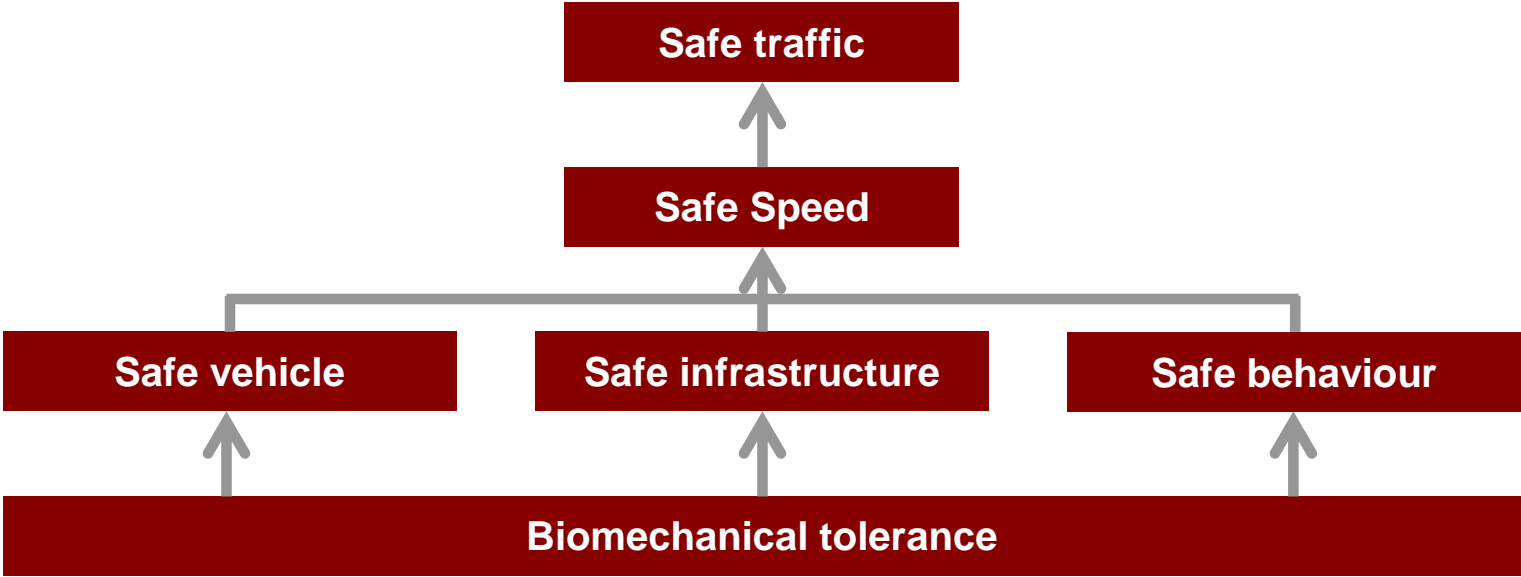 Safe traffic
Safe Speed
Safe vehicle
Safe infrastructure
Safe behaviour
Biomechanical tolerance